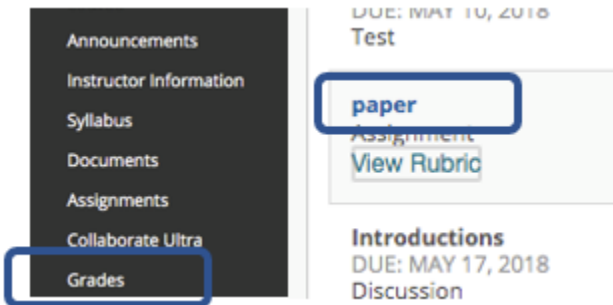 Announcements
Instructor Information
Syllabus
Documents
Assignments
Collaborate Ultra
Grades
DUE: MAY 10, 2018
Test
paper
Assignment
View Rubric
Introductions
DUE: MAY 17, 2018
Discussion